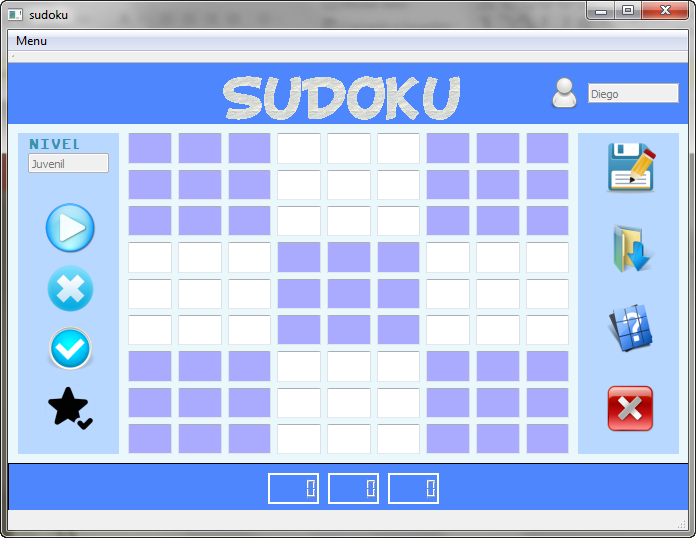 sudoku
Menu
SUDOKU
Diego
NIVEL
Juvenil
?
0 0 0